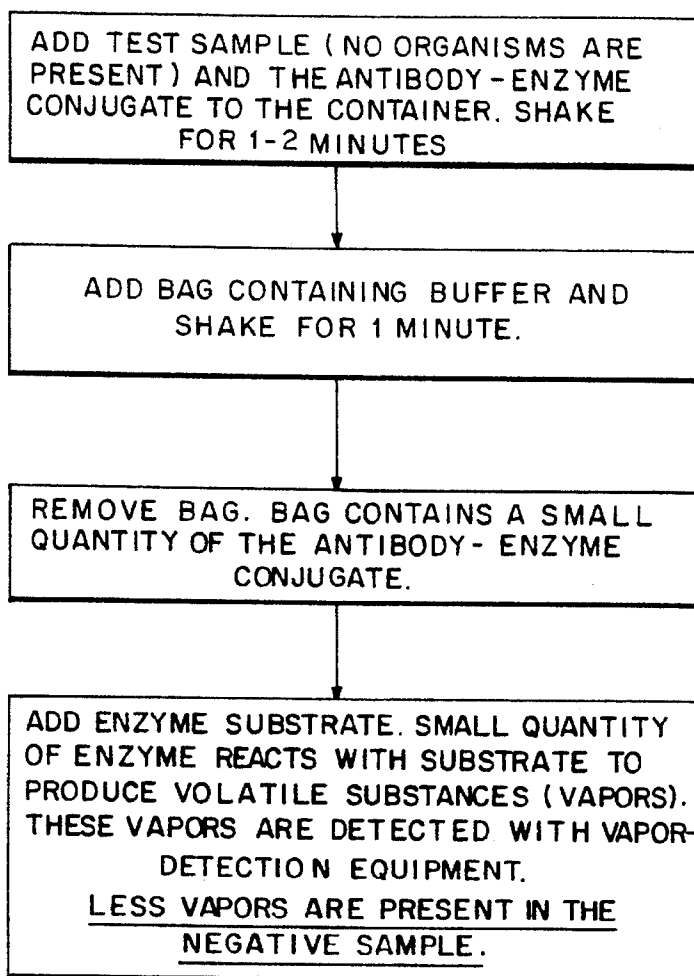 ADD TEST SAMPLE (NO ORGANISMS ARE
PRESENT) AND THE ANTIBODY-ENZYME
CONJUGATE TO THE CONTAINER. SHAKE
FOR 1-2 MINUTES
ADD BAG CONTAINING BUFFER AND
SHAKE FOR 1 MINUTE.
REMOVE BAG. BAG CONTAINS A SMALL
QUANTITY OF THE ANTIBODY-ENZYME
CONJUGATE.
ADD ENZYME SUBSTRATE. SMALL QUANTITY
OF ENZYME REACTS WITH SUBSTRATE TO
PRODUCE VOLATILE SUBSTANCES (VAPORS).
THESE VAPORS ARE DETECTED WITH VAPOR-
DETECTION EQUIPMENT.
LESS VAPORS ARE PRESENT IN THE
NEGATIVE SAMPLE.